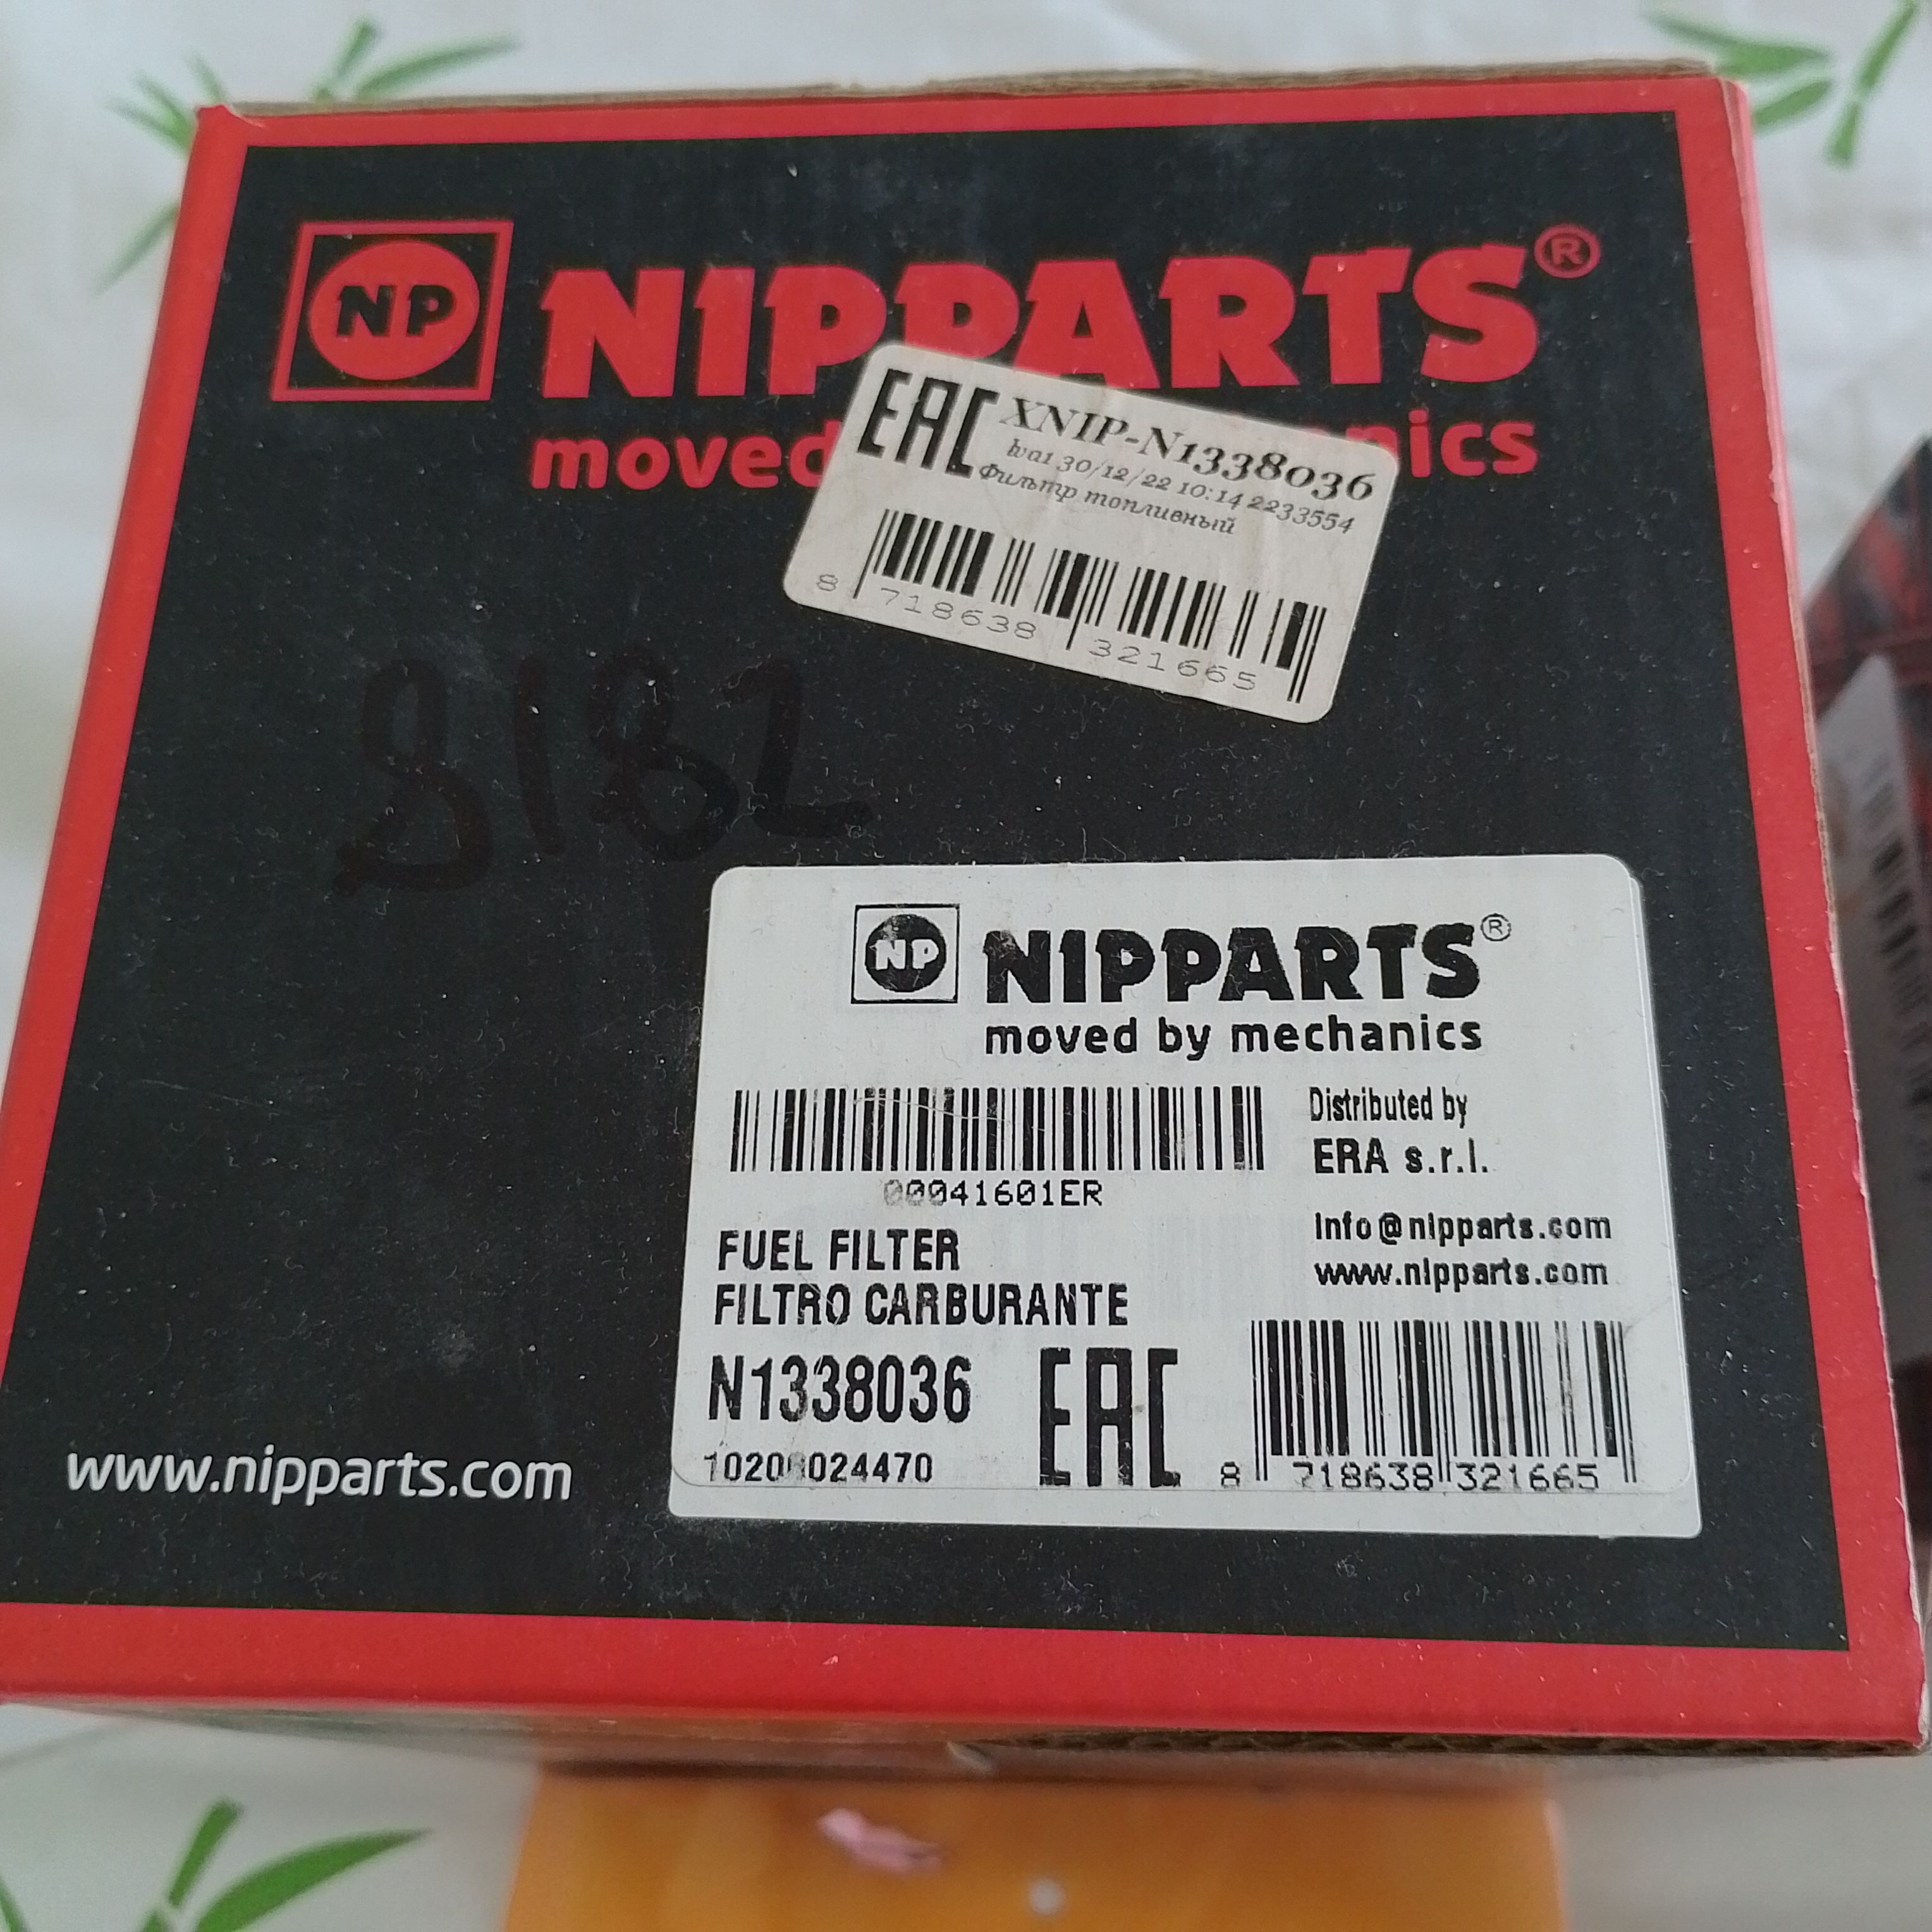 NP NIPPARTS®
moved nics
EAC XNIP-N1338036
lva1 30/12/22 10:14 2233554
Фильтр топливный
8 718638 321665
8182
NP NIPPARTS®
moved by mechanics
00041601ER
Distributed by
ERA s.r.l.
info@nipparts.com
www.nipparts.com
FUEL FILTER
FILTRO CARBURANTE
N1338036
EAC
8 718638 321665
www.nipparts.com